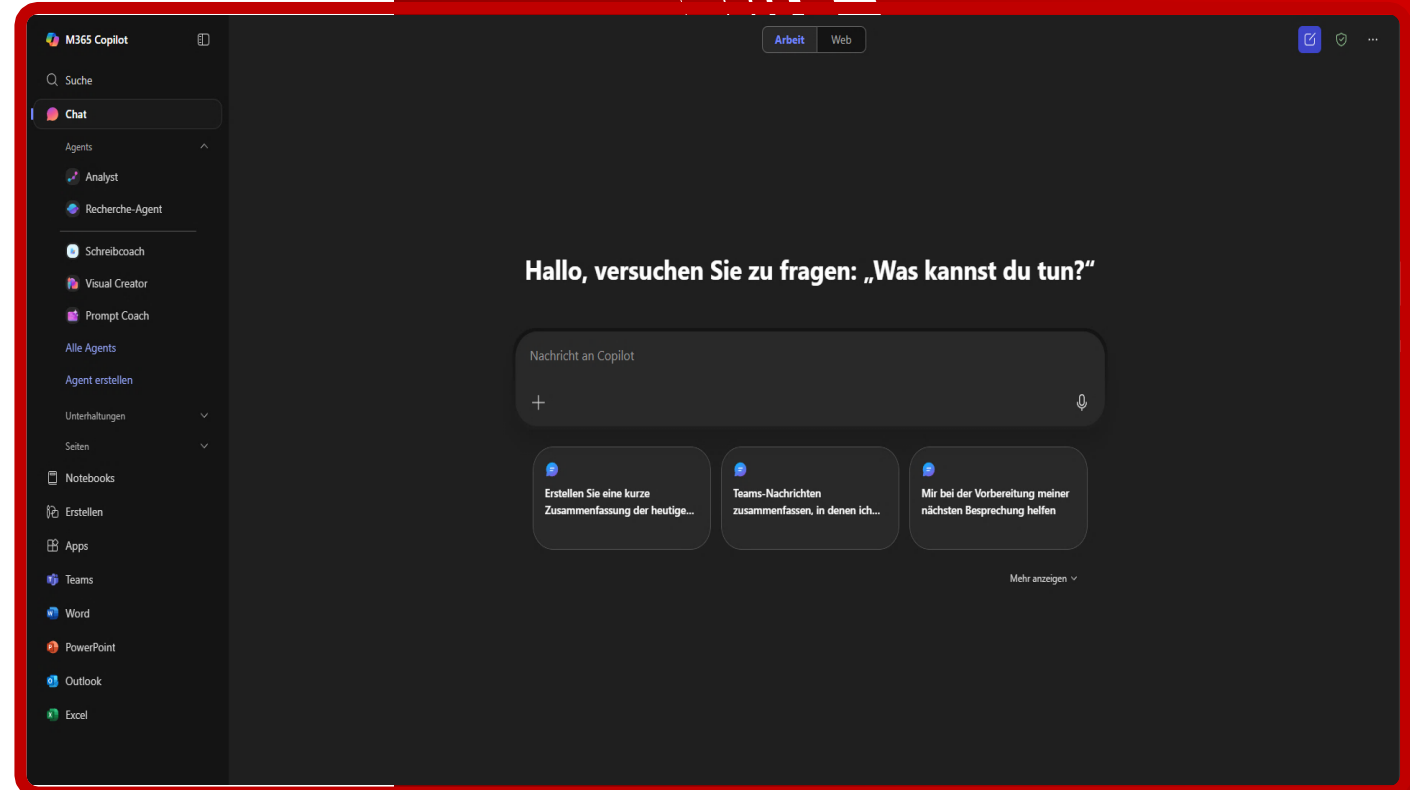 M365 Copilot
Suche
Chat
Agents
Analyst
Recherche-Agent
Schreibcoach
Visual Creator
Prompt Coach
Alle Agents
Agent erstellen
Unterhaltungen
Seiten
Notebooks
Erstellen
Apps
Teams
Word
PowerPoint
Outlook
Excel
Arbeit Web
Hallo, versuchen Sie zu fragen: „Was kannst du tun?“
Nachricht an Copilot
Erstellen Sie eine kurze
Zusammenfassung der heutige...
Teams-Nachrichten
zusammenfassen, in denen ich...
Mir bei der Vorbereitung meiner
nächsten Besprechung helfen
Mehr anzeigen